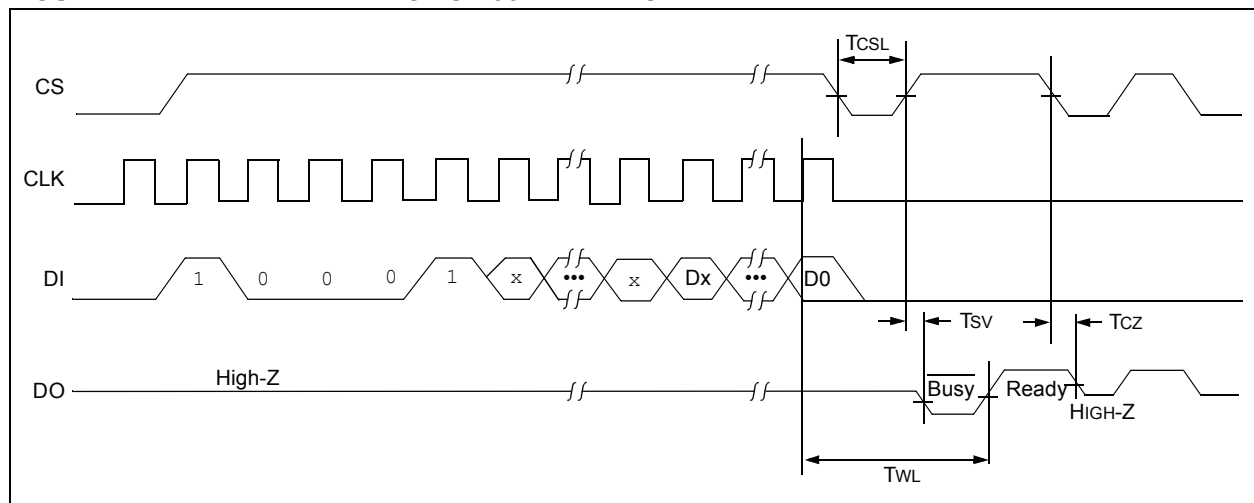 TCSL
CS
CLK
DI 1 0 0 0 1 x ••• x Dx ••• D0
TSV TCZ
High-Z
DO Busy Ready
HIGH-Z
TWL